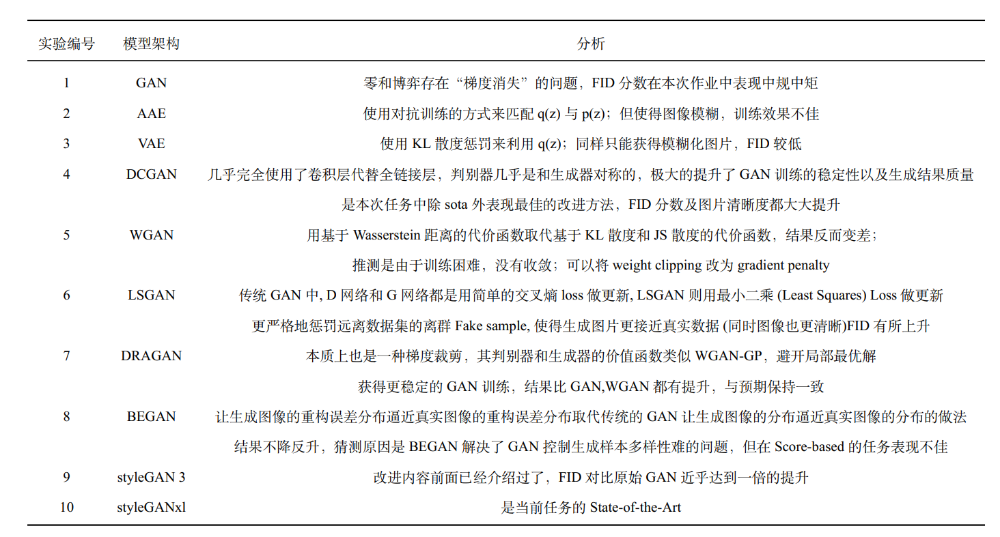 实验编号 模型架构 分析
1 GAN 零和博弈存在“梯度消失”的问题，FID 分数在本次作业中表现中规中矩
2 AAE 使用对抗训练的方式来匹配 q(z) 与 p(z)；但使得图像模糊，训练效果不佳
3 VAE 使用 KL 散度惩罚来利用 q(z)；同样只能获得模糊化图片，FID 较低
4 DCGAN 几乎完全使用了卷积层代替全链接层，判别器几乎是和生成器对称的，极大的提升了 GAN 训练的稳定性以及生成结果质量
是本次任务中除 sota 外表现最佳的改进方法，FID 分数及图片清晰度都大大提升
5 WGAN 用基于 Wasserstein 距离的代价函数取代基于 KL 散度和 JS 散度的代价函数，结果反而变差；
推测是由于训练困难，没有收敛；可以将 weight clipping 改为 gradient penalty
6 LSGAN 传统 GAN 中, D 网络和 G 网络都是用简单的交叉熵 loss 做更新, LSGAN 则用最小二乘 (Least Squares) Loss 做更新
更严格地惩罚远离数据集的离群 Fake sample, 使得生成图片更接近真实数据 (同时图像也更清晰)FID 有所上升
7 DRAGAN 本质上也是一种梯度裁剪，其判别器和生成器的价值函数类似 WGAN-GP，避开局部最优解
获得更稳定的 GAN 训练，结果比 GAN,WGAN 都有提升，与预期保持一致
8 BEGAN 让生成图像的重构误差分布逼近真实图像的重构误差分布取代传统的 GAN 让生成图像的分布逼近真实图像的分布的做法
结果不降反升，猜测原因是 BEGAN 解决了 GAN 控制生成样本多样性难的问题，但在 Score-based 的任务表现不佳
9 styleGAN 3 改进内容前面已经介绍过了，FID 对比原始 GAN 近乎达到一倍的提升
10 styleGANxl 是当前任务的 State-of-the-Art